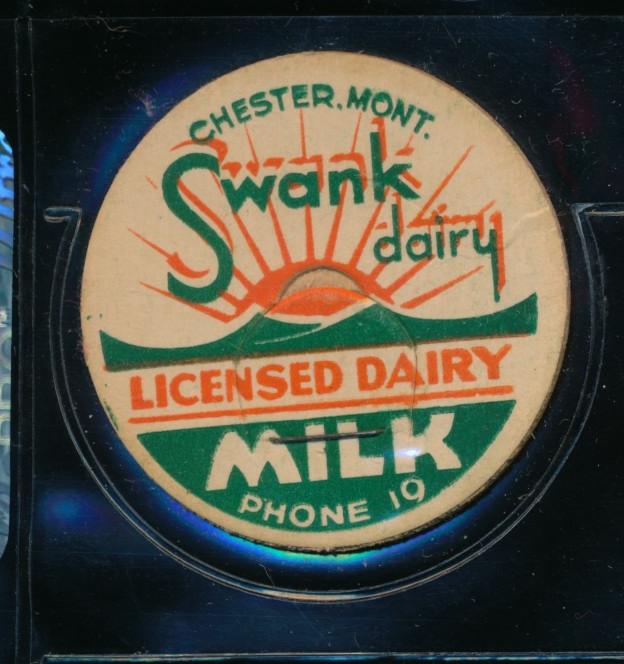 CHESTER, MONT.
Swank
dairy
LICENSED DAIRY
MILK
PHONE 19